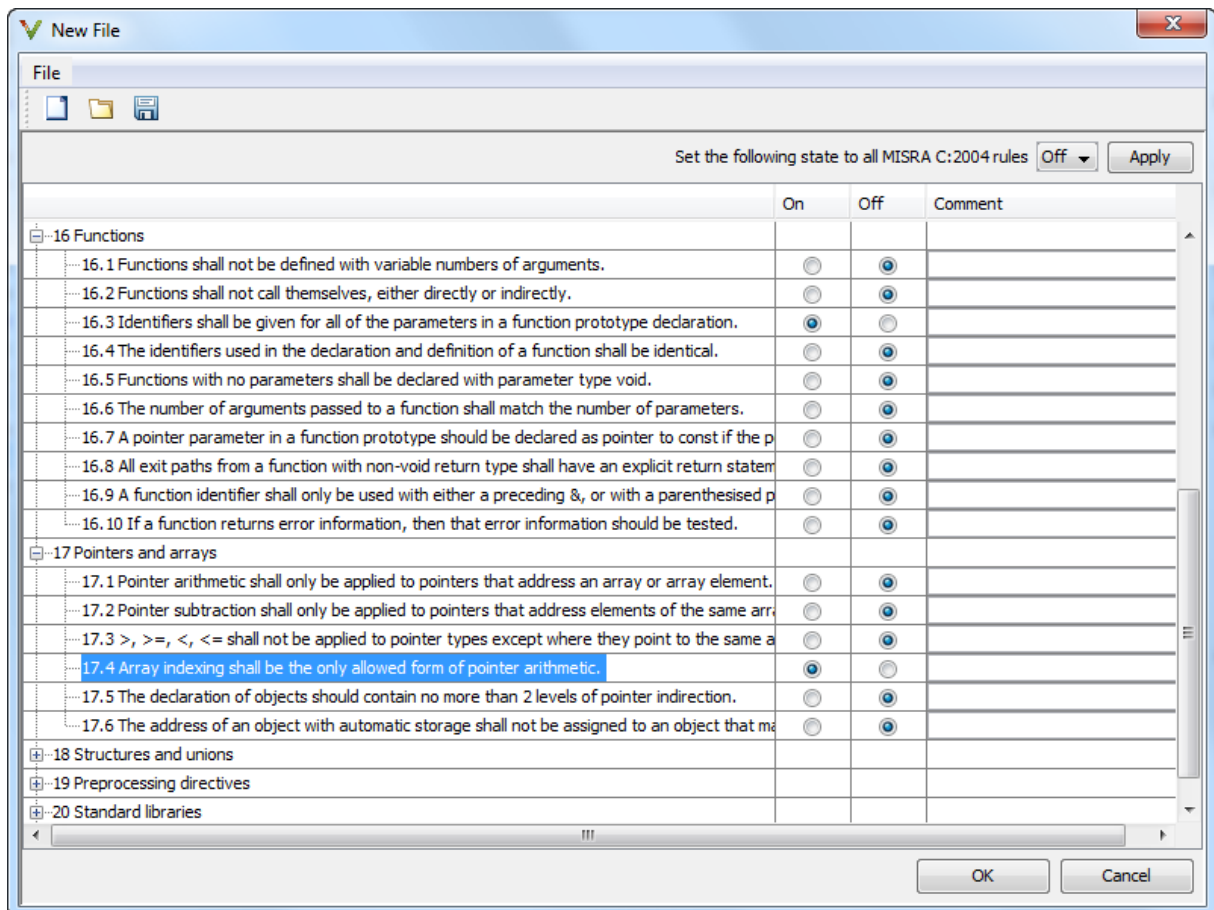 New File
File
Set the following state to all MISRA C:2004 rules Off Apply
On Off Comment
16 Functions
16.1 Functions shall not be defined with variable numbers of arguments.
16.2 Functions shall not call themselves, either directly or indirectly.
16.3 Identifiers shall be given for all of the parameters in a function prototype declaration.
16.4 The identifiers used in the declaration and definition of a function shall be identical.
16.5 Functions with no parameters shall be declared with parameter type void.
16.6 The number of arguments passed to a function shall match the number of parameters.
16.7 A pointer parameter in a function prototype should be declared as pointer to const if the p
16.8 All exit paths from a function with non-void return type shall have an explicit return statem
16.9 A function identifier shall only be used with either a preceding &, or with a parenthesised p
16.10 If a function returns error information, then that error information should be tested.
17 Pointers and arrays
17.1 Pointer arithmetic shall only be applied to pointers that address an array or array element.
17.2 Pointer subtraction shall only be applied to pointers that address elements of the same arr
17.3 >, >=, <, <= shall not be applied to pointer types except where they point to the same a
17.4 Array indexing shall be the only allowed form of pointer arithmetic.
17.5 The declaration of objects should contain no more than 2 levels of pointer indirection.
17.6 The address of an object with automatic storage shall not be assigned to an object that ma
18 Structures and unions
19 Preprocessing directives
20 Standard libraries
OK Cancel